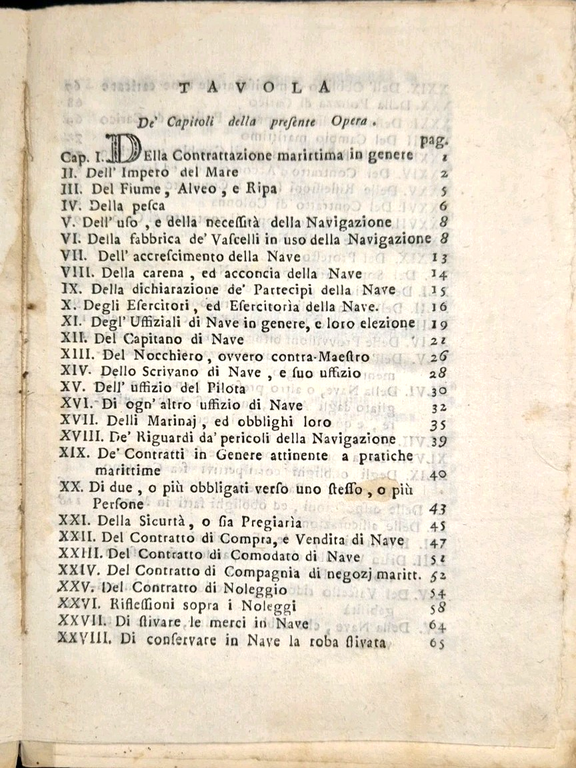 TAVOLA
De' Capitoli della preſente Opera.
pag.
Cap. I. DElla Contrattazione marirtima in genere 1
II. Dell' Impero del Mare 2
III. Del Fiume, Alveo, e Ripa 5
IV. Della peſca 6
V. Dell' uſo, e della neceſſità della Navigazione 8
VI. Della fabbrica de' Vaſcelli in uso della Navigazione 8
VII. Dell' accreſcimento della Nave 13
VIII. Della carena, ed acconcia della Nave 14
IX. Della dichiarazione de' Partecipi della Nave 15
X. Degli Eſercitori, ed Eſercitorìa della Nave. 16
XI. Degl' Uffiziali di Nave in genere, e loro elezione 19
XII. Del Capitano di Nave 21
XIII. Del Nocchiero, ovvero contra-Maeſtro 26
XIV. Dello Scrivano di Nave, e ſuo uffizio 28
XV. Dell' uffizio del Pilota 30
XVI. Di ogn' altro uffizio di Nave 32
XVII. Delli Marinaj, ed obblighi loro 35
XVIII. De' Riguardi da' pericoli della Navigazione 39
XIX. De' Contratti in Genere attinente a pratiche
marittime 40
XX. Di due, o più obbligati verſo uno ſteſſo, o più
Perſone 43
XXI. Della Sicurtà, o ſia Pregiarìa 45
XXII. Del Contratto di Compra, e Vendita di Nave 47
XXIII. Del Contratto di Comodato di Nave 51
XXIV. Del Contratto di Compagnia di negozj maritt. 52
XXV. Del Contratto di Noleggio 54
XXVI. Rifleſſioni sopra i Noleggi 58
XXVII. Di ſtivare le merci in Nave 64
XXVIII. Di conſervare in Nave la roba ſtivata 65